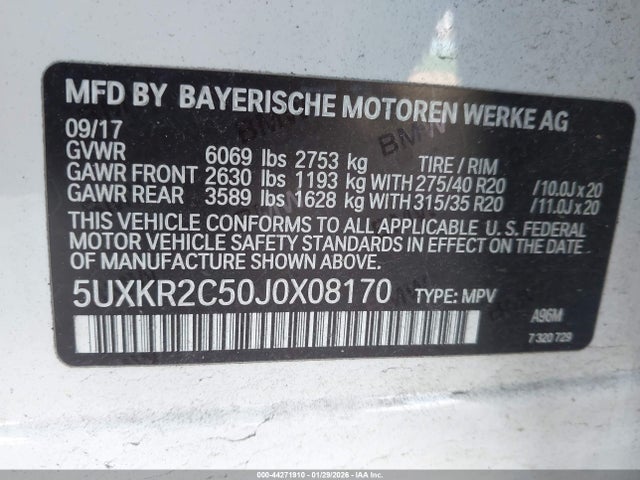 MFD BY BAYERISCHE MOTOREN WERKE AG
09/17
GVWR 6069 lbs 2753 kg TIRE / RIM
GAWR FRONT 2630 lbs 1193 kg WITH 275/40 R20 /10.0J x 20
GAWR REAR 3589 lbs 1628 kg WITH 315/35 R20 /11.0J x 20
THIS VEHICLE CONFORMS TO ALL APPLICABLE U. S. FEDERAL
MOTOR VEHICLE SAFETY STANDARDS IN EFFECT ON THE DATE
OF MANUFACTURE SHOWN ABOVE.
5UXKR2C50J0X08170 TYPE: MPV
A96M
7 320 729
000-44271910 - 01/29/2026 - IAAI.CA